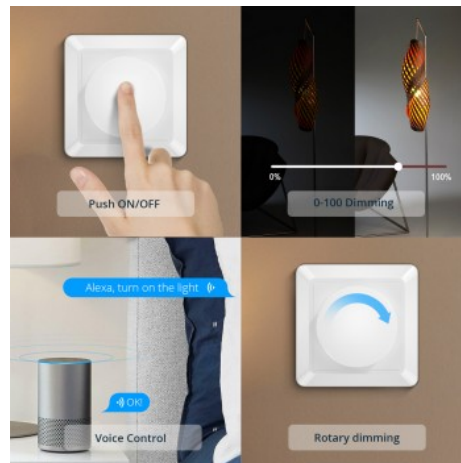 Push ON/OFF
0%
100%
0-100 Dimming
Alexa, turn on the light
OK!
Voice Control
Rotary dimming